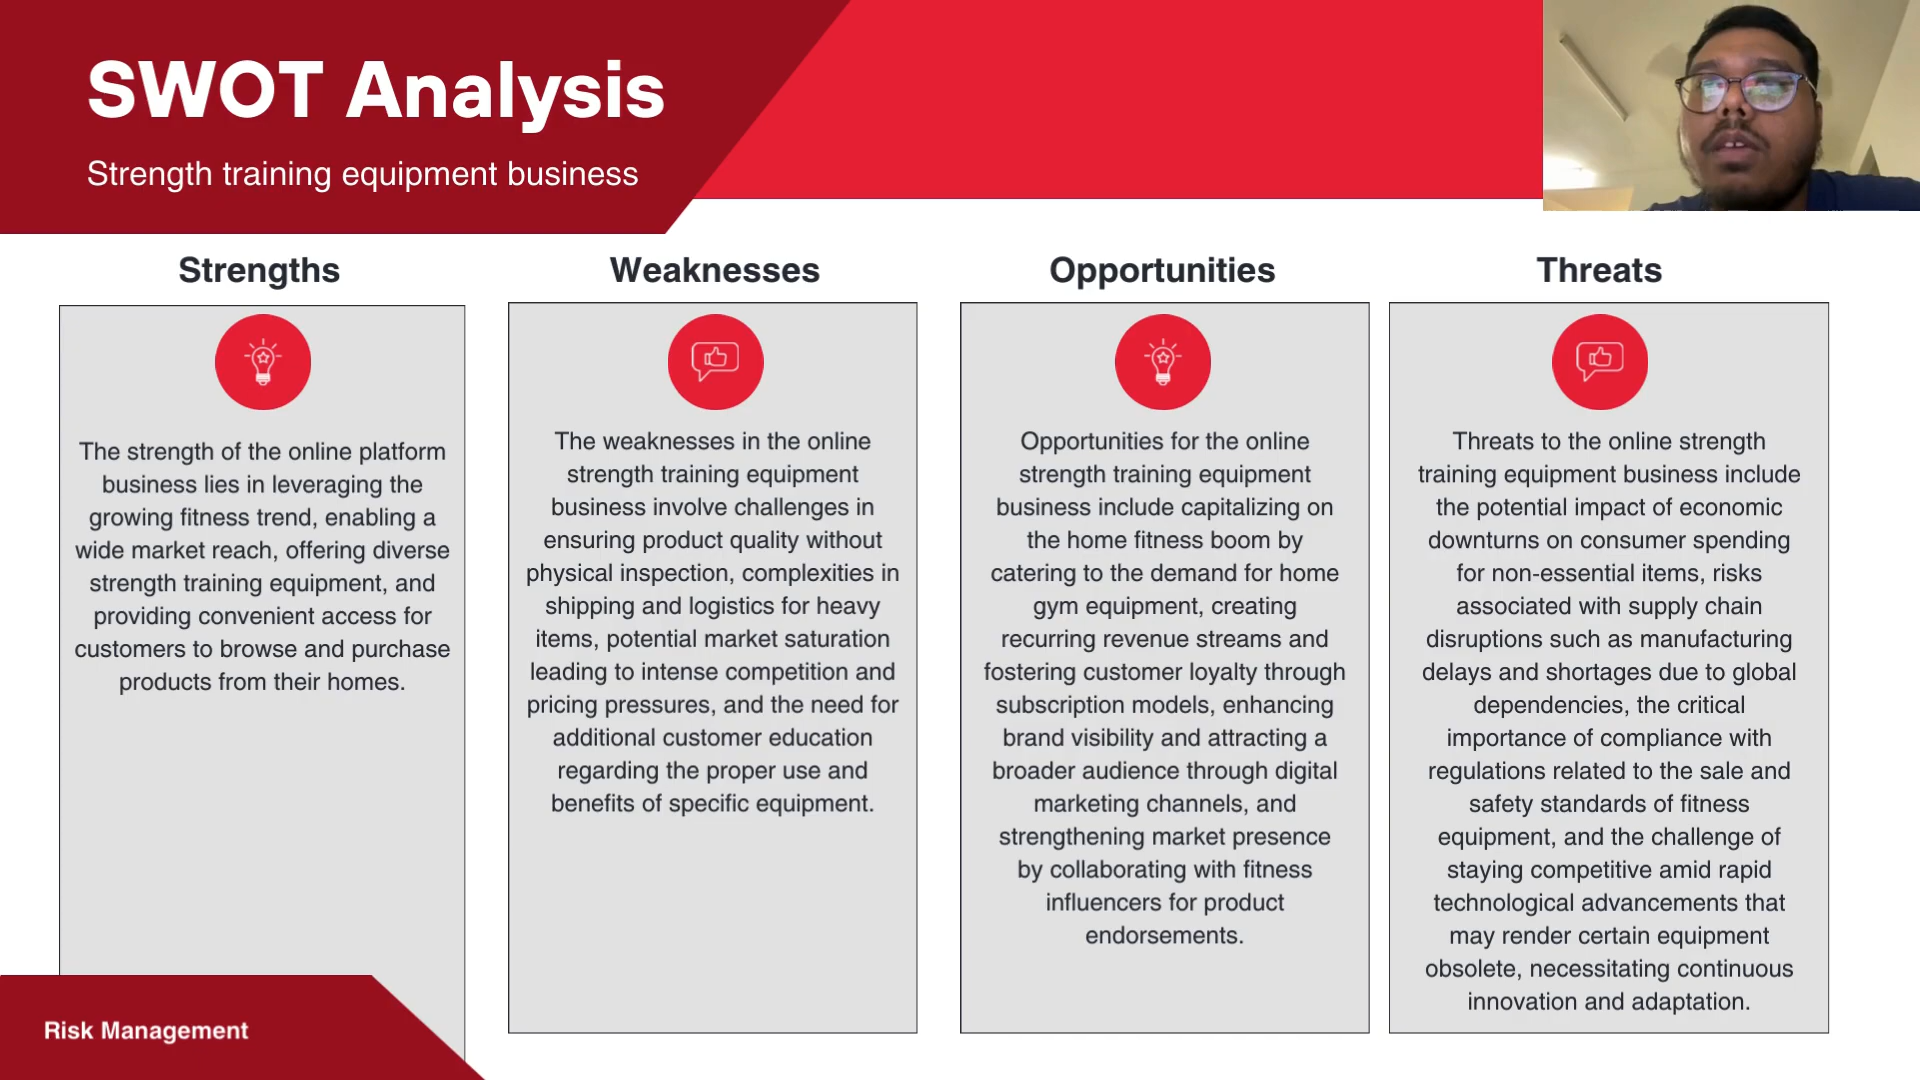 SWOT Analysis
Strength training equipment business
Strengths
The strength of the online platform
business lies in leveraging the
growing fitness trend, enabling a
wide market reach, offering diverse
strength training equipment, and
providing convenient access for
customers to browse and purchase
products from their homes.
Weaknesses
The weaknesses in the online
strength training equipment
business involve challenges in
ensuring product quality without
physical inspection, complexities in
shipping and logistics for heavy
items, potential market saturation
leading to intense competition and
pricing pressures, and the need for
additional customer education
regarding the proper use and
benefits of specific equipment.
Opportunities
Opportunities for the online
strength training equipment
business include capitalizing on
the home fitness boom by
catering to the demand for home
gym equipment, creating
recurring revenue streams and
fostering customer loyalty through
subscription models, enhancing
brand visibility and attracting a
broader audience through digital
marketing channels, and
strengthening market presence
by collaborating with fitness
influencers for product
endorsements.
Threats
Threats to the online strength
training equipment business include
the potential impact of economic
downturns on consumer spending
for non-essential items, risks
associated with supply chain
disruptions such as manufacturing
delays and shortages due to global
dependencies, the critical
importance of compliance with
regulations related to the sale and
safety standards of fitness
equipment, and the challenge of
staying competitive amid rapid
technological advancements that
may render certain equipment
obsolete, necessitating continuous
innovation and adaptation.
Risk Management